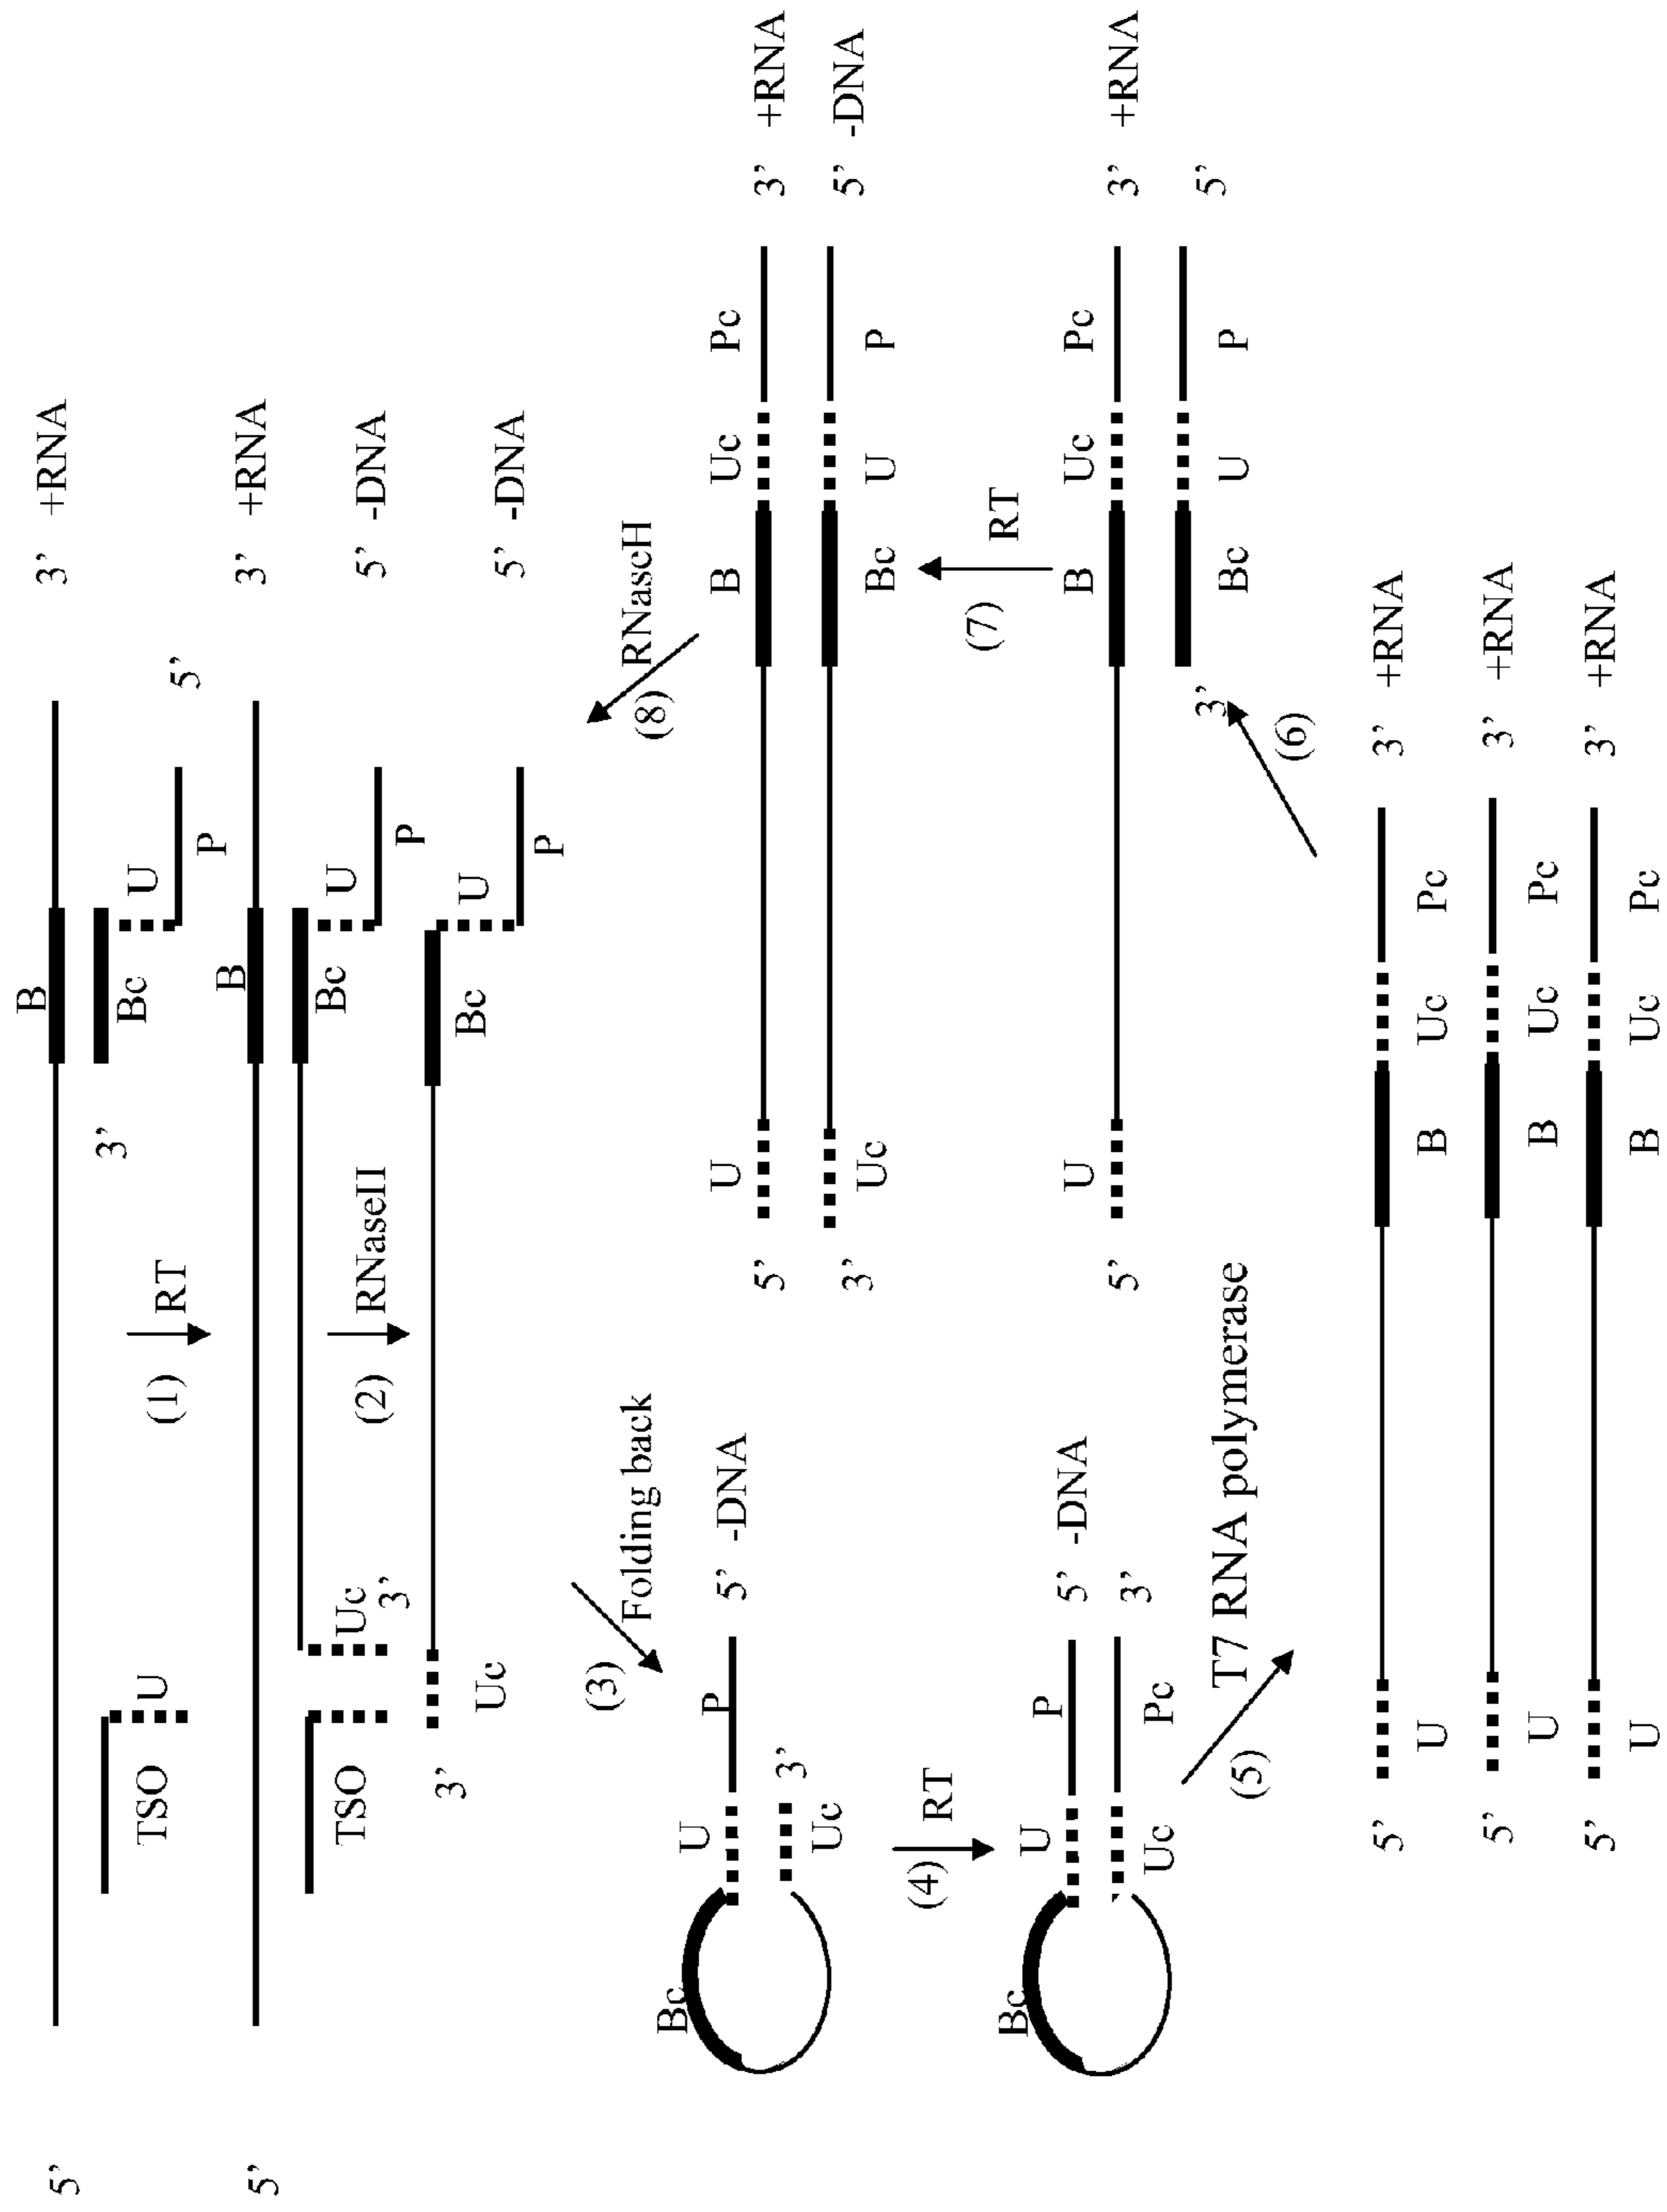 B
5' 3' +RNA
3'
TSO U Bc U
5'
(1) RT
P
B
5' 3' +RNA
TSO Uc Bc U
3' 5' -DNA
(2) RNaseII
P
3' Bc U
Uc
5' -DNA
P
(3) Folding back
(8) RNascH
Bc U P 5' -DNA
Uc 3'
(4) RT
Bc U P 5' -DNA
Uc Pc 3'
(5) T7 RNA polymerase
U B Uc Pc
5' 3' +RNA
3' 5' -DNA
Uc Bc U P
(7) RT
U B Uc Pc
5' 3' +RNA
3' 5'
Bc U P
(6)
5' 3' +RNA
U B Uc Pc
5' 3' +RNA
U B Uc Pc
5' 3' +RNA
U B Uc Pc